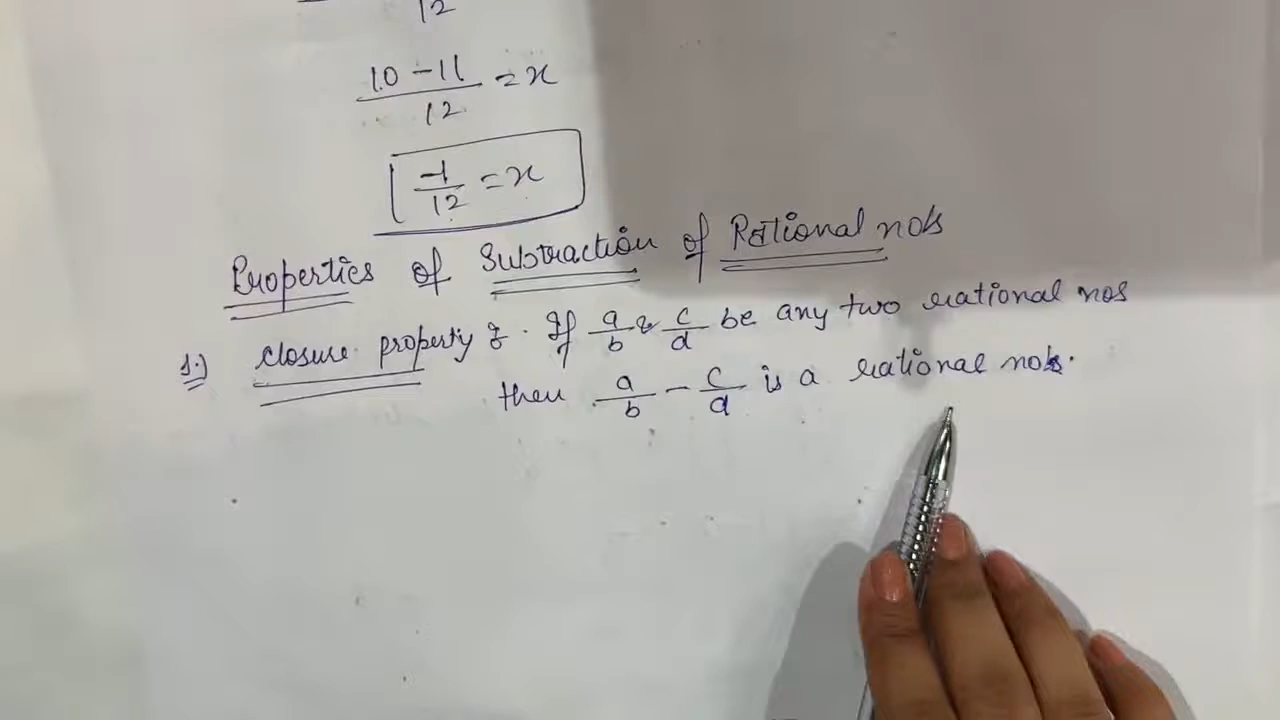 12
10 - 11 / 12 = x
-1/12 = x
Properties of Subtraction of Rational nos
1.) Closure property :- If a/b & c/d be any two rational nos
then a/b - c/d is a rational nos.